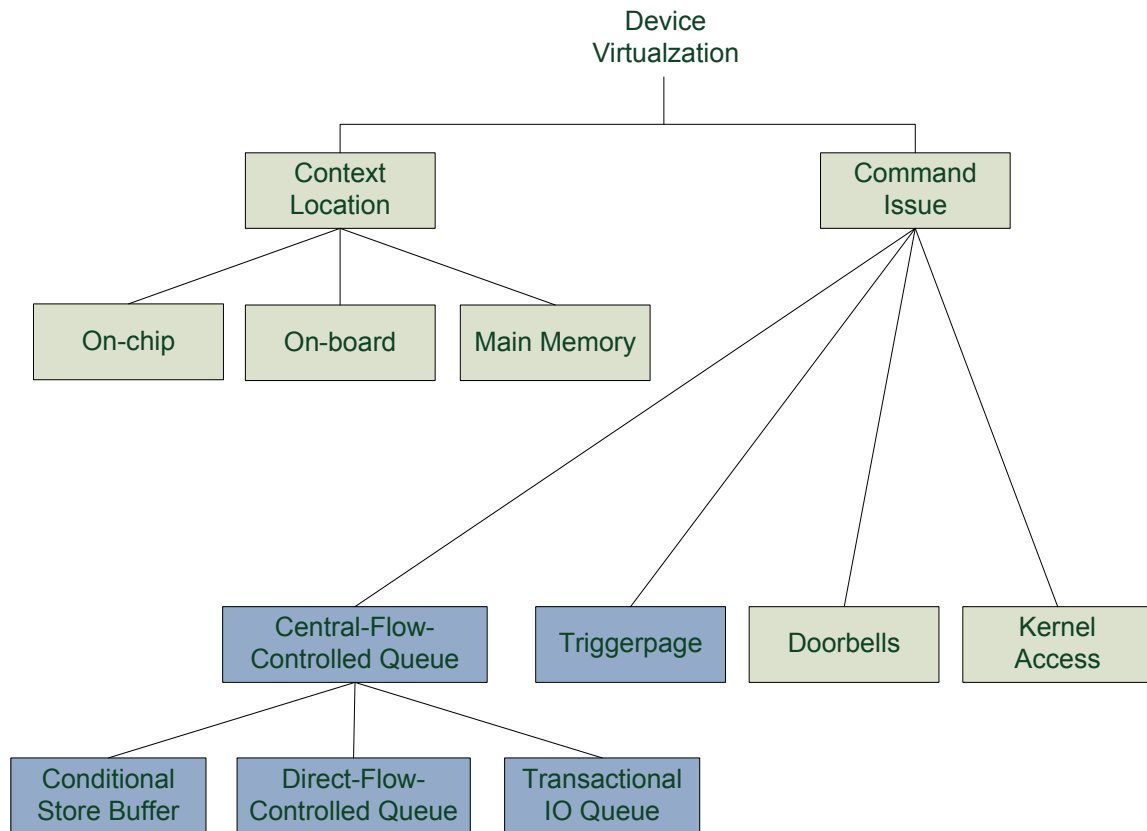 Device
Virtualzation
Context
Location
Command
Issue
On-chip
On-board
Main Memory
Central-Flow-
Controlled Queue
Triggerpage
Doorbells
Kernel
Access
Conditional
Store Buffer
Direct-Flow-
Controlled Queue
Transactional
IO Queue